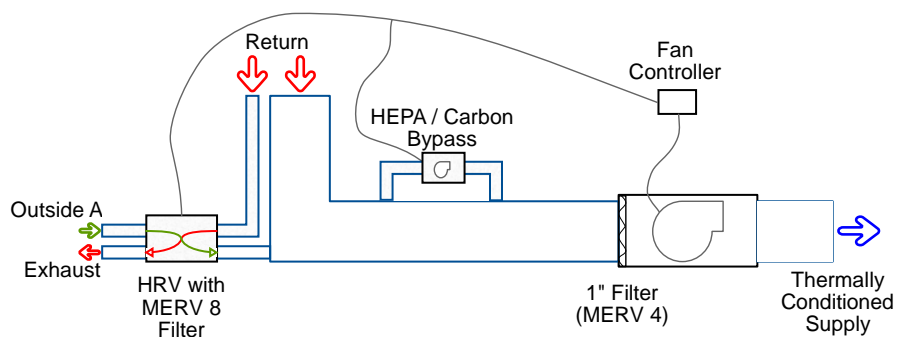 Return
Fan
Controller
HEPA / Carbon
Bypass
Outside A
Exhaust
HRV with
MERV 8
Filter
1" Filter
(MERV 4)
Thermally
Conditioned
Supply